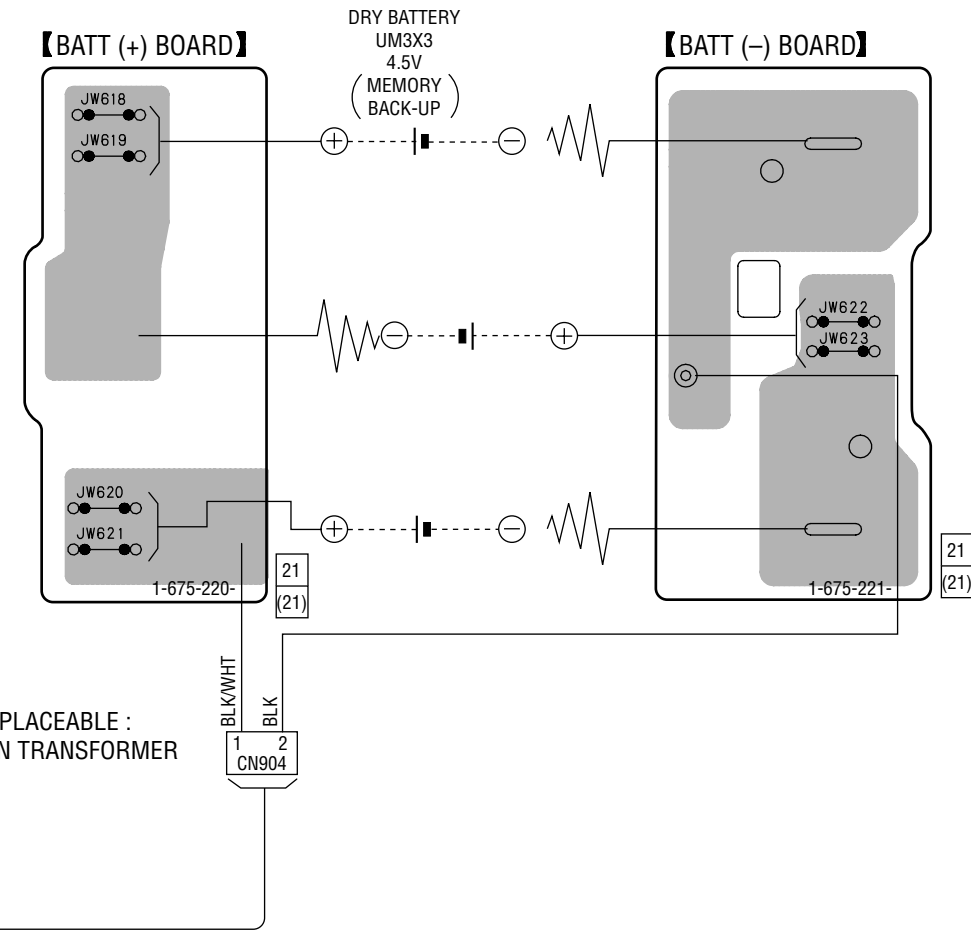 【BATT (+) BOARD】
DRY BATTERY
UM3X3
4.5V
(MEMORY
BACK-UP)
【BATT (–) BOARD】
JW618
JW619
+
–
–
+
JW622
JW623
JW620
JW621
+
–
1-675-220-
21
(21)
1-675-221-
21
(21)
BLK/WHT
BLK
PLACEABLE :
N TRANSFORMER
1 2
CN904